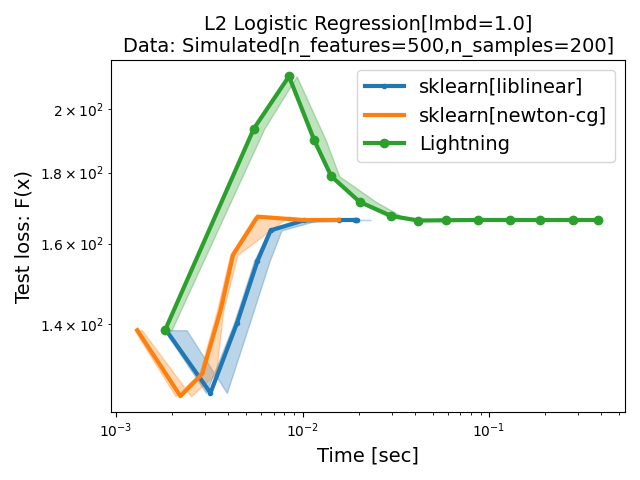 L2 Logistic Regression[lmbd=1.0]
Data: Simulated[n_features=500,n_samples=200]
sklearn[liblinear]
sklearn[newton-cg]
Lightning
Test loss: F(x)
2 × 10²
1.8 × 10²
1.6 × 10²
1.4 × 10²
10⁻³
10⁻²
10⁻¹
Time [sec]